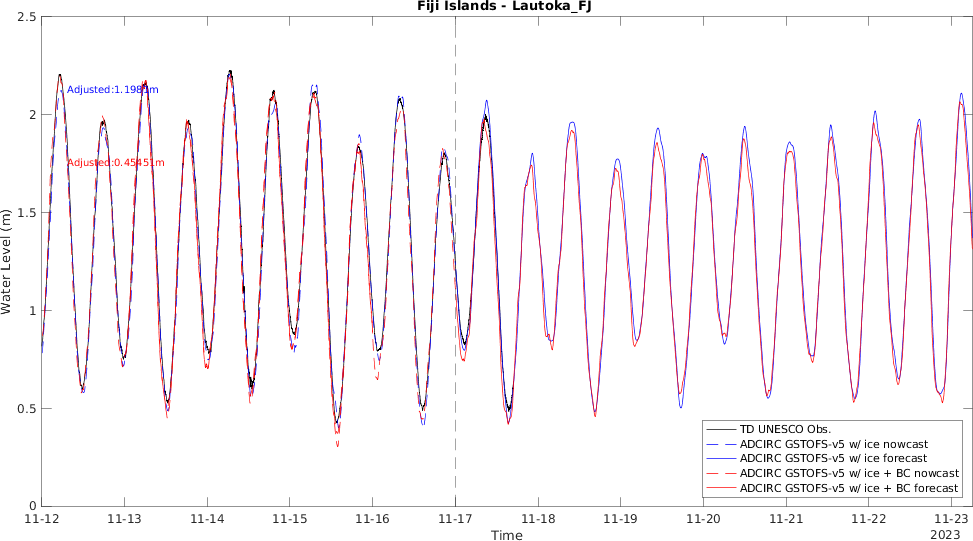 Fiji Islands - Lautoka_FJ
2.5
2
1.5
1
0.5
0
Water Level (m)
Adjusted:1.1981m
Adjusted:0.45451m
TD UNESCO Obs.
ADCIRC GSTOFS-v5 w/ ice nowcast
ADCIRC GSTOFS-v5 w/ ice forecast
ADCIRC GSTOFS-v5 w/ ice + BC nowcast
ADCIRC GSTOFS-v5 w/ ice + BC forecast
11-12 11-13 11-14 11-15 11-16 11-17 11-18 11-19 11-20 11-21 11-22 11-23
Time
2023